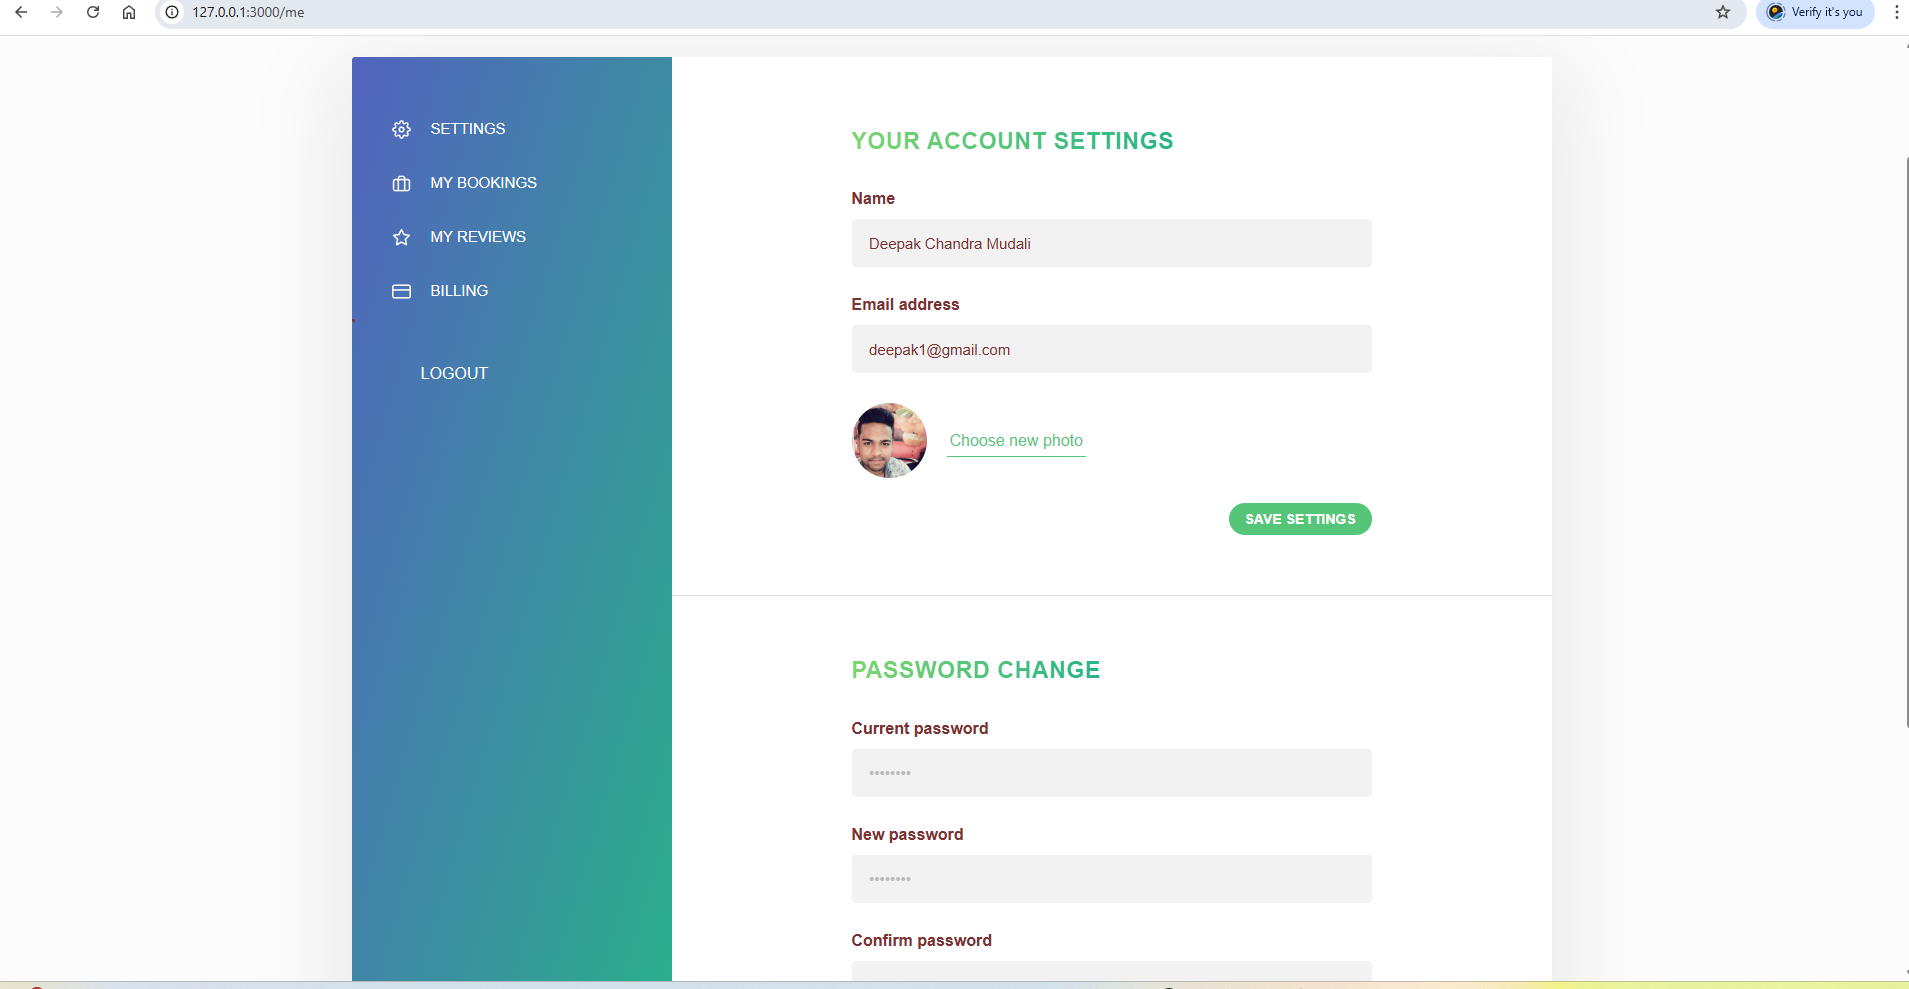 127.0.0.1:3000/me
Verify it's you
SETTINGS
MY BOOKINGS
MY REVIEWS
BILLING
LOGOUT
YOUR ACCOUNT SETTINGS
Name
Deepak Chandra Mudali
Email address
deepak1@gmail.com
Choose new photo
SAVE SETTINGS
PASSWORD CHANGE
Current password
••••••••
New password
••••••••
Confirm password